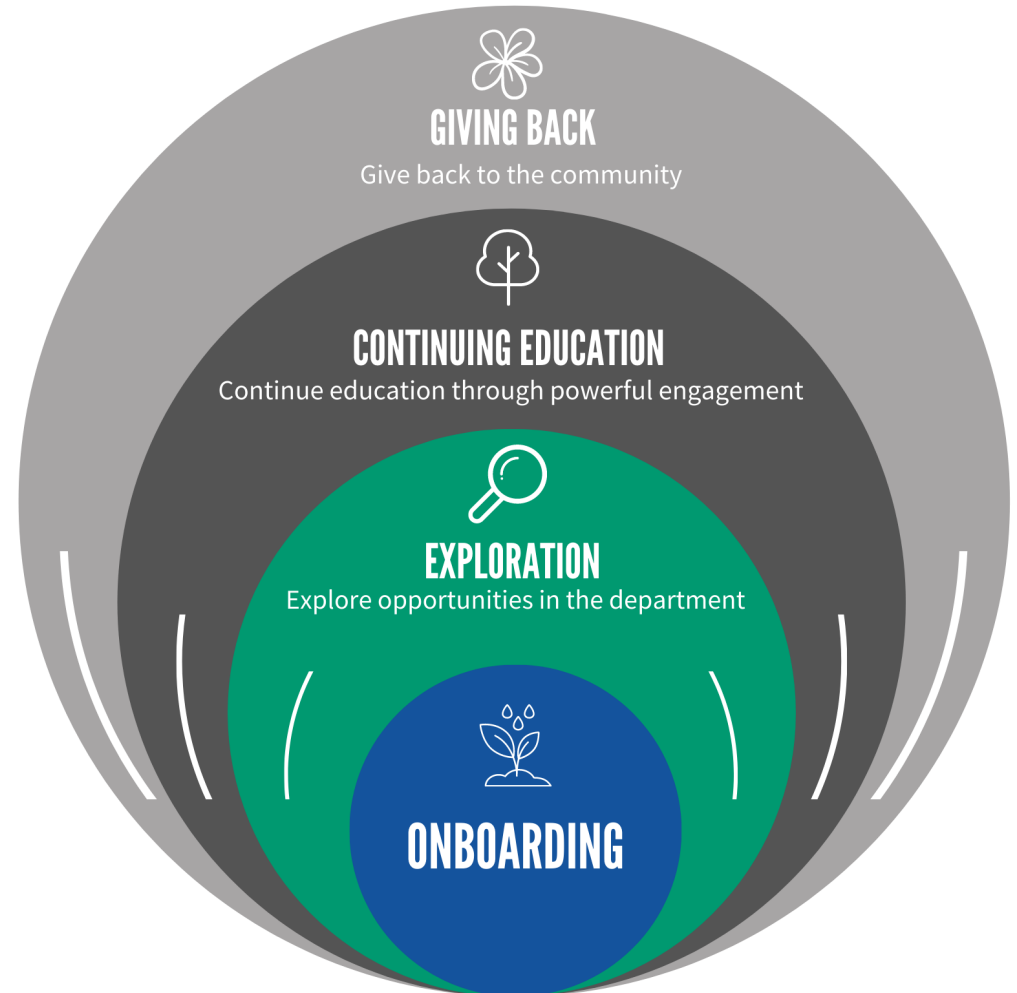 GIVING BACK
Give back to the community
CONTINUING EDUCATION
Continue education through powerful engagement
EXPLORATION
Explore opportunities in the department
ONBOARDING